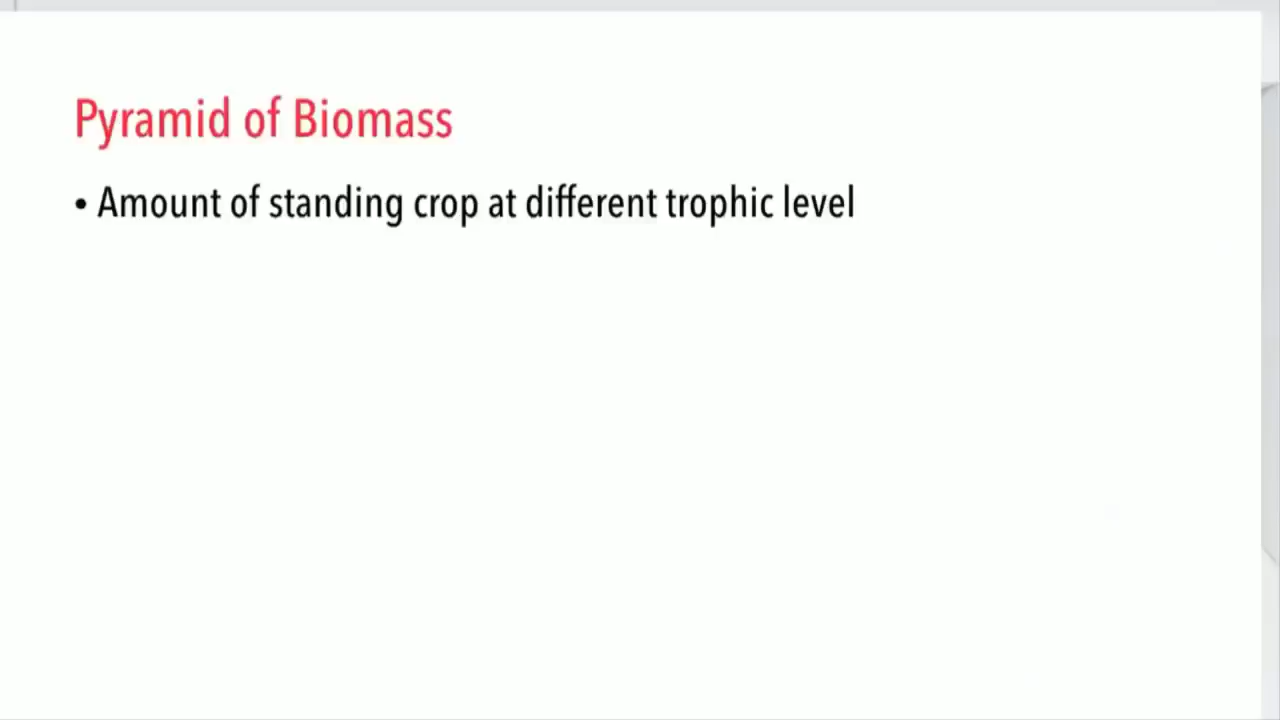 Pyramid of Biomass
• Amount of standing crop at different trophic level